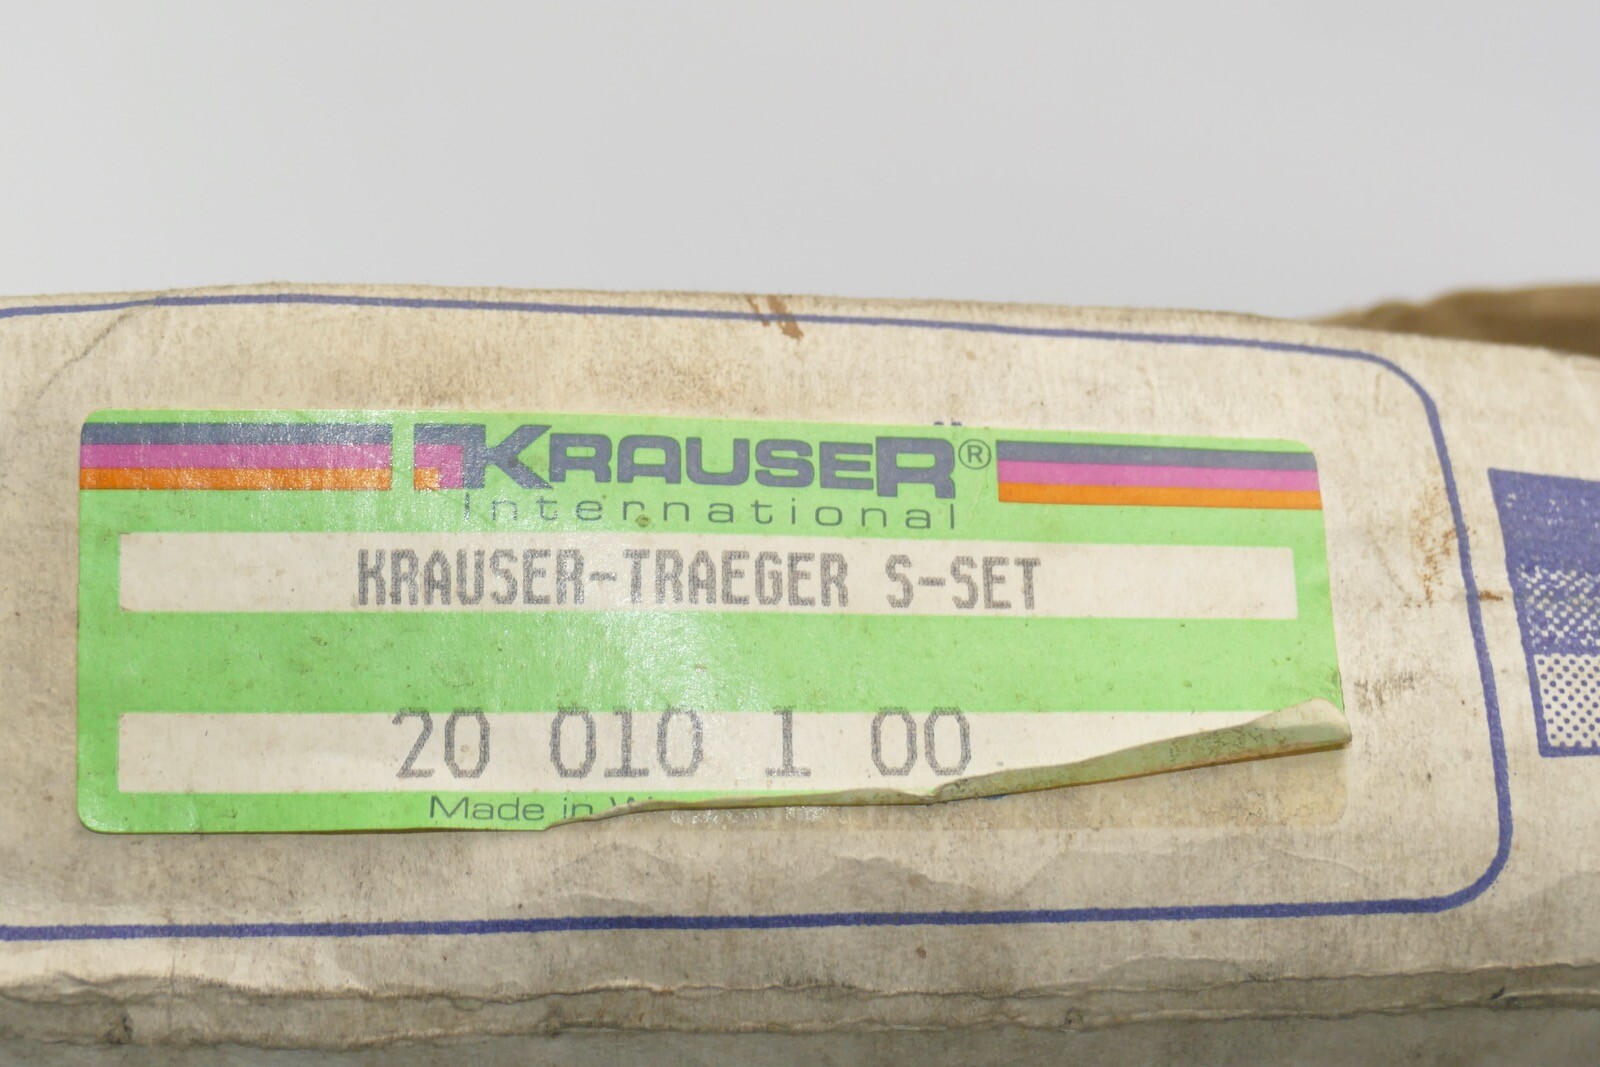 KRAUSER®
International
KRAUSER-TRAEGER S-SET
20 010 1 00
Made in